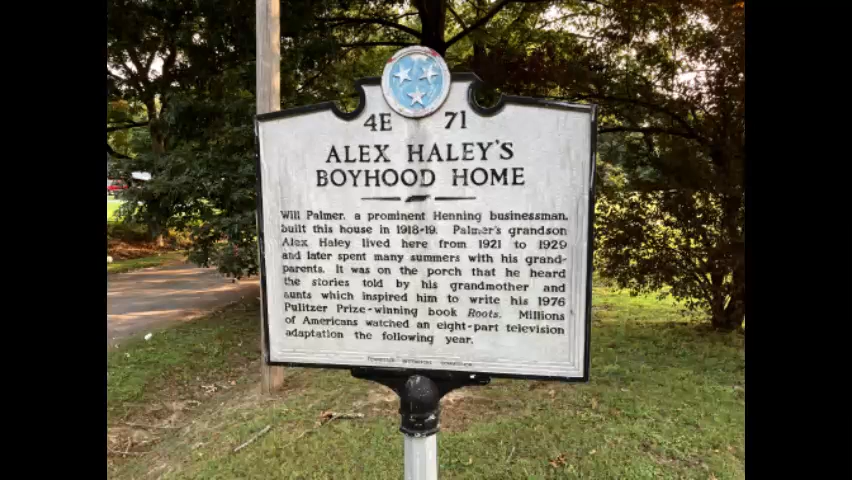 4E 71
ALEX HALEY'S
BOYHOOD HOME
Will Palmer, a prominent Henning businessman,
built this house in 1918-19. Palmer's grandson
Alex Haley lived here from 1921 to 1929
and later spent many summers with his grand-
parents. It was on the porch that he heard
the stories told by his grandmother and
aunts which inspired him to write his 1976
Pulitzer Prize-winning book Roots. Millions
of Americans watched an eight-part television
adaptation the following year.
TENNESSEE HISTORICAL COMMISSION